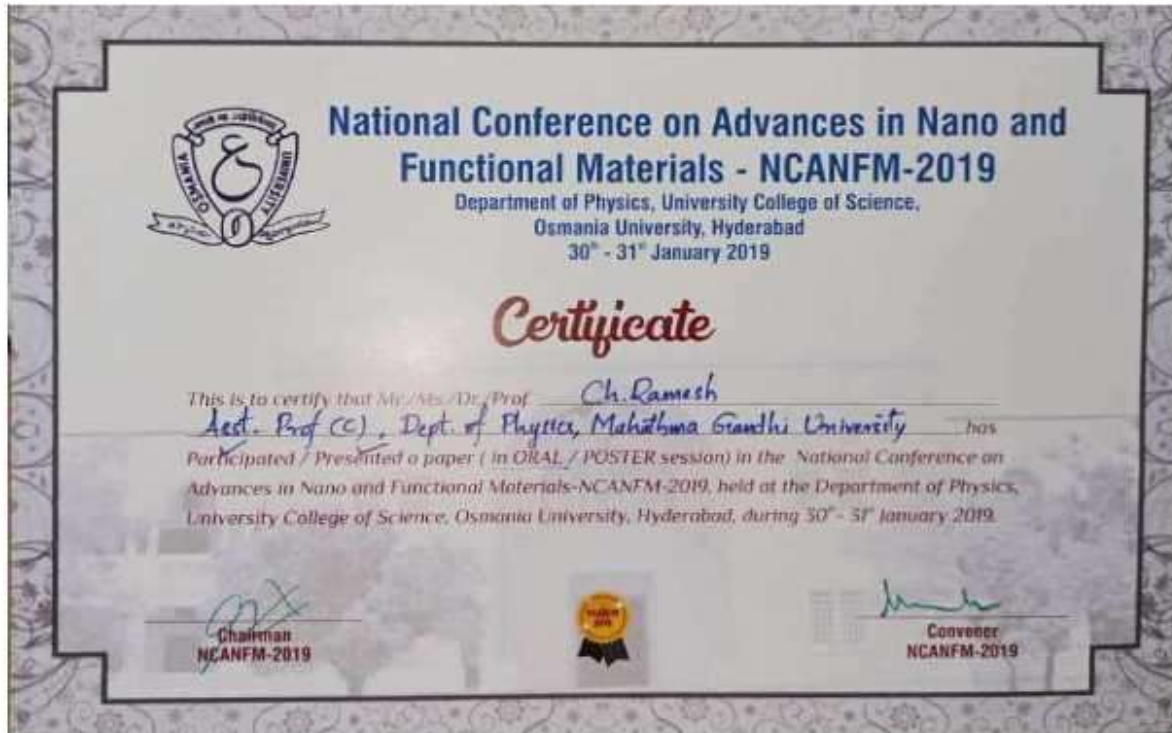 OSMANIA UNIVERSITY
National Conference on Advances in Nano and
Functional Materials - NCANFM-2019
Department of Physics, University College of Science,
Osmania University, Hyderabad
30th - 31st January 2019
Certificate
This is to certify that Mr./Ms./Dr./Prof Ch. Ramesh
Asst. Prof (C), Dept. of Physics, Mahathma Gandhi University has
Participated / Presented a paper ( in ORAL / POSTER session) in the National Conference on
Advances in Nano and Functional Materials-NCANFM-2019, held at the Department of Physics,
University College of Science, Osmania University, Hyderabad, during 30th - 31st January 2019.
Chairman
NCANFM-2019
Convener
NCANFM-2019